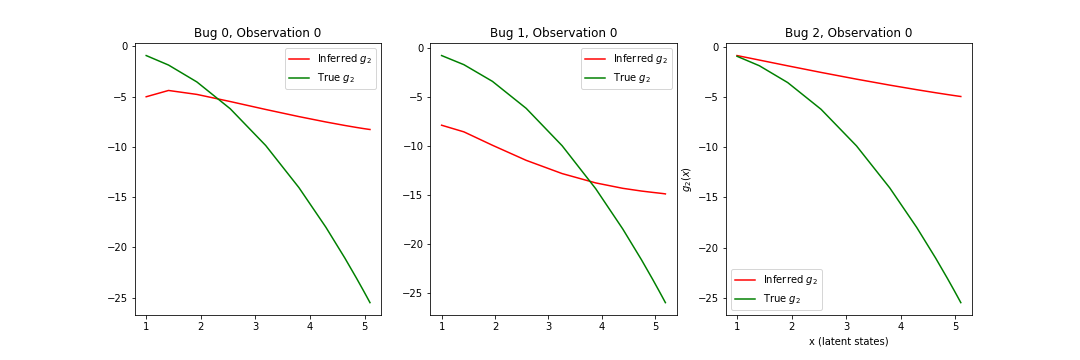 Bug 0, Observation 0
Inferred g₂
True g₂
0
−5
−10
−15
−20
−25
1 2 3 4 5
Bug 1, Observation 0
Inferred g₂
True g₂
0
−5
−10
−15
−20
−25
1 2 3 4 5
Bug 2, Observation 0
g₂(x)
0
−5
−10
−15
−20
−25
Inferred g₂
True g₂
1 2 3 4 5
x (latent states)